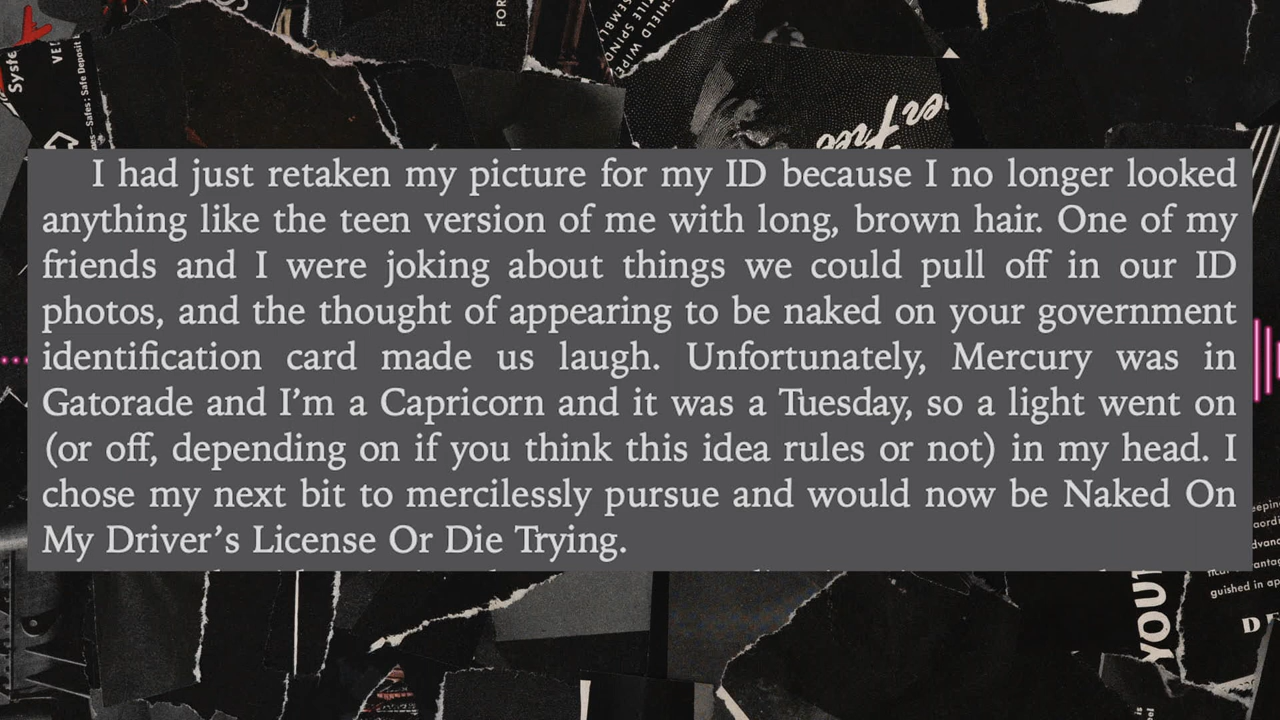 I had just retaken my picture for my ID because I no longer looked
anything like the teen version of me with long, brown hair. One of my
friends and I were joking about things we could pull off in our ID
photos, and the thought of appearing to be naked on your government
identification card made us laugh. Unfortunately, Mercury was in
Gatorade and I’m a Capricorn and it was a Tuesday, so a light went on
(or off, depending on if you think this idea rules or not) in my head. I
chose my next bit to mercilessly pursue and would now be Naked On
My Driver’s License Or Die Trying.
Safes; Safe Deposit
YOU